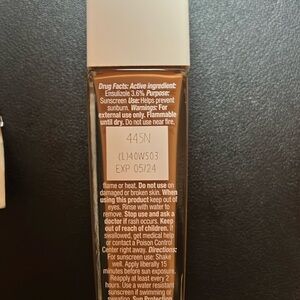 Drug Facts: Active ingredient:
Ensulizole 3.6% Purpose:
Sunscreen Use: Helps prevent
sunburn. Warnings: For
external use only. Flammable
until dry. Do not use near fire,
445N
(L)40WS03
EXP 05/24
flame or heat. Do not use on
damaged or broken skin. When
using this product keep out of
eyes. Rinse with water to
remove. Stop use and ask a
doctor if rash occurs. Keep
out of reach of children. If
swallowed, get medical help
or contact a Poison Control
Center right away. Directions:
For sunscreen use: Shake
well. Apply liberally 15
minutes before sun exposure.
Reapply at least every 2
hours. Use a water resistant
sunscreen if swimming or
sweating. Sun Protection